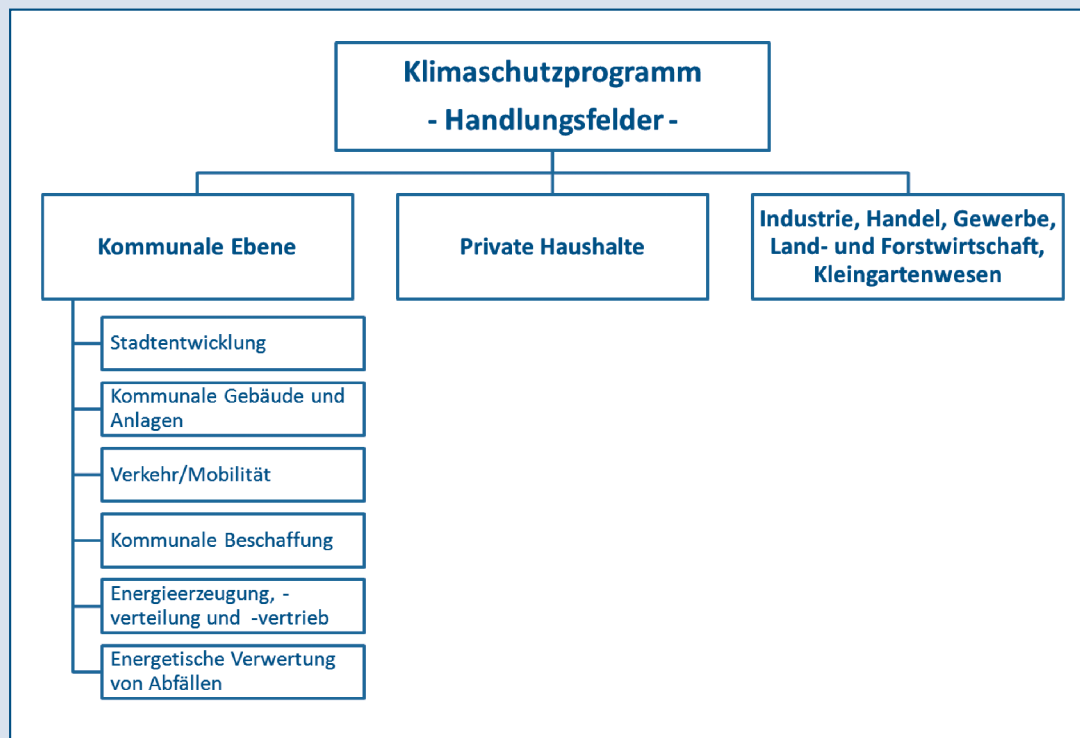 Klimaschutzprogramm
- Handlungsfelder -
Kommunale Ebene
Private Haushalte
Industrie, Handel, Gewerbe,
Land- und Forstwirtschaft,
Kleingartenwesen
Stadtentwicklung
Kommunale Gebäude und
Anlagen
Verkehr/Mobilität
Kommunale Beschaffung
Energieerzeugung, -
verteilung und -vertrieb
Energetische Verwertung
von Abfällen